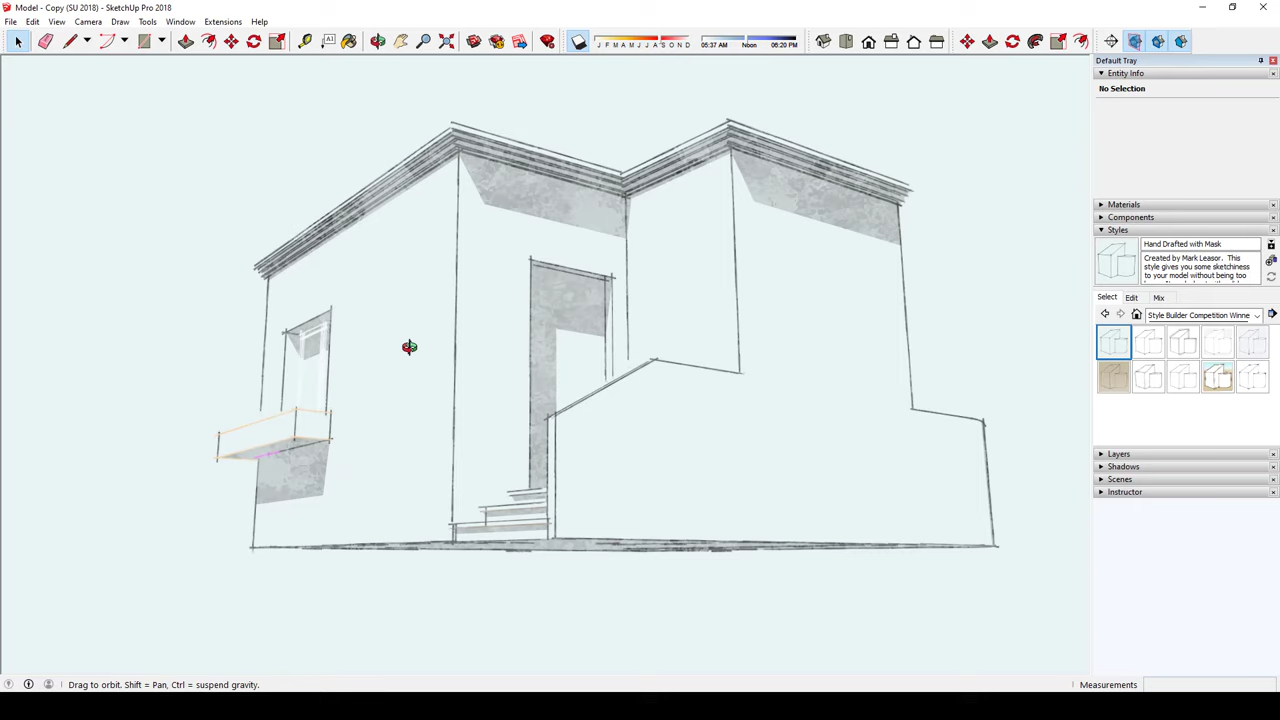 Model - Copy (SU 2018) - SketchUp Pro 2018
File Edit View Camera Draw Tools Window Extensions Help
J F M A M J J A S O N D 05:37 AM Noon 06:20 PM
Default Tray
Entity Info
No Selection
Materials
Components
Styles
Hand Drafted with Mask
Created by Mark Leasor. This
style gives you some sketchiness
to your model without being too
Select Edit Mix
Style Builder Competition Winne
Layers
Shadows
Scenes
Instructor
Drag to orbit. Shift = Pan, Ctrl = suspend gravity.
Measurements